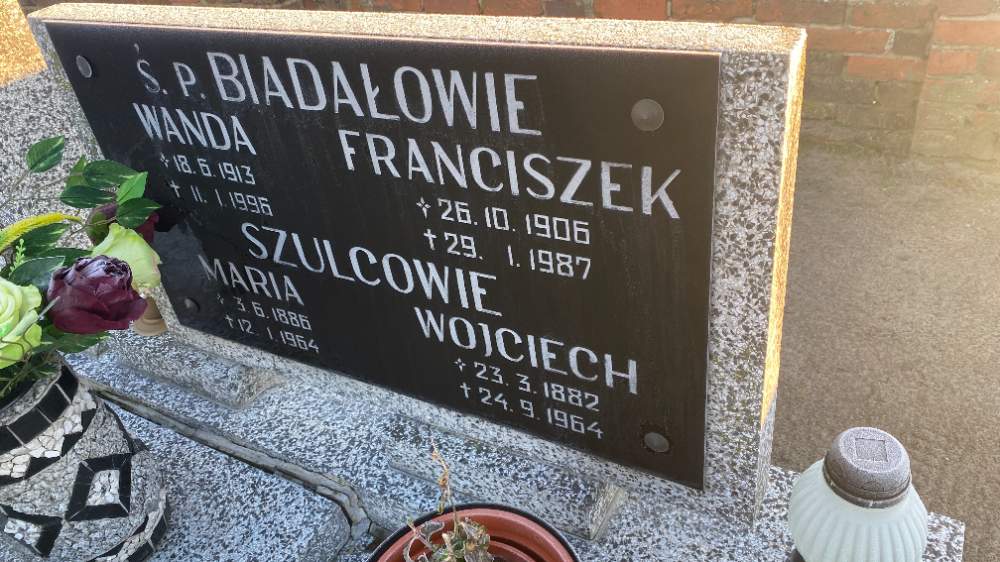 Ś. P. BIADAŁOWIE
WANDA
✢ 18. 6. 1913
✝ 11. 1. 1996
FRANCISZEK
✢ 26. 10. 1906
✝ 29. 1. 1987
SZULCOWIE
MARIA
✢ 3. 6. 1886
✝ 12. 1. 1964
WOJCIECH
✢ 23. 3. 1882
✝ 24. 9. 1964